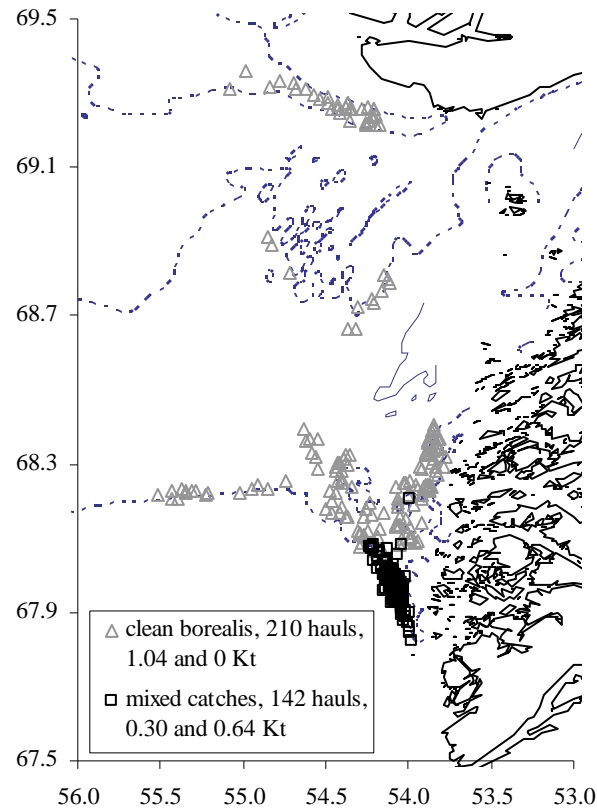 69.5
69.1
68.7
68.3
67.9
67.5
clean borealis, 210 hauls,
1.04 and 0 Kt
mixed catches, 142 hauls,
0.30 and 0.64 Kt
56.0 55.5 55.0 54.5 54.0 53.5 53.0